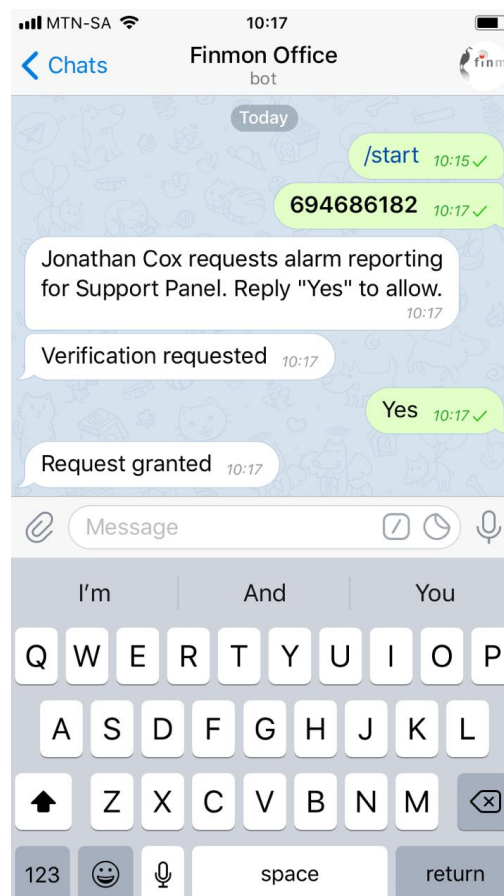 MTN-SA
10:17
Chats
Finmon Office
bot
finm
Today
/start 10:15
694686182 10:17
Jonathan Cox requests alarm reporting
for Support Panel. Reply "Yes" to allow.
10:17
Verification requested 10:17
Yes 10:17
Request granted 10:17
Message
I'm
And
You
Q W E R T Y U I O P
A S D F G H J K L
Z X C V B N M
123
space
return